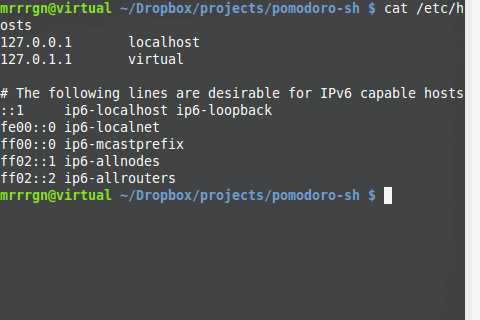 mrrrgn@virtual ~/Dropbox/projects/pomodoro-sh $ cat /etc/h
osts
127.0.0.1       localhost
127.0.1.1       virtual

# The following lines are desirable for IPv6 capable hosts
::1     ip6-localhost ip6-loopback
fe00::0 ip6-localnet
ff00::0 ip6-mcastprefix
ff02::1 ip6-allnodes
ff02::2 ip6-allrouters
mrrrgn@virtual ~/Dropbox/projects/pomodoro-sh $